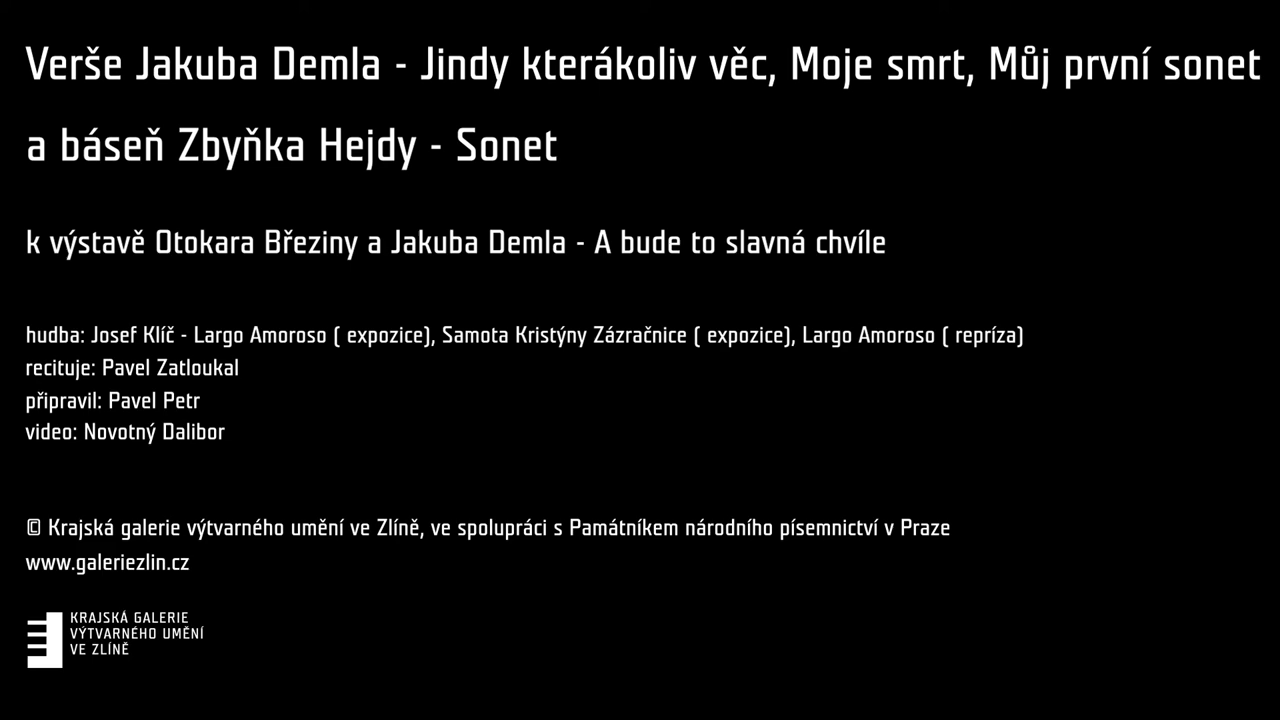 Verše Jakuba Demla - Jindy kterákoliv věc, Moje smrt, Můj první sonet
a báseň Zbyňka Hejdy - Sonet
k výstavě Otokara Březiny a Jakuba Demla - A bude to slavná chvíle
hudba: Josef Klíč - Largo Amoroso ( expozice), Samota Kristýny Zázračnice ( expozice), Largo Amoroso ( repríza)
recituje: Pavel Zatloukal
připravil: Pavel Petr
video: Novotný Dalibor
© Krajská galerie výtvarného umění ve Zlíně, ve spolupráci s Památníkem národního písemnictví v Praze
www.galeriezlin.cz
KRAJSKÁ GALERIE
VÝTVARNÉHO UMĚNÍ
VE ZLÍNĚ